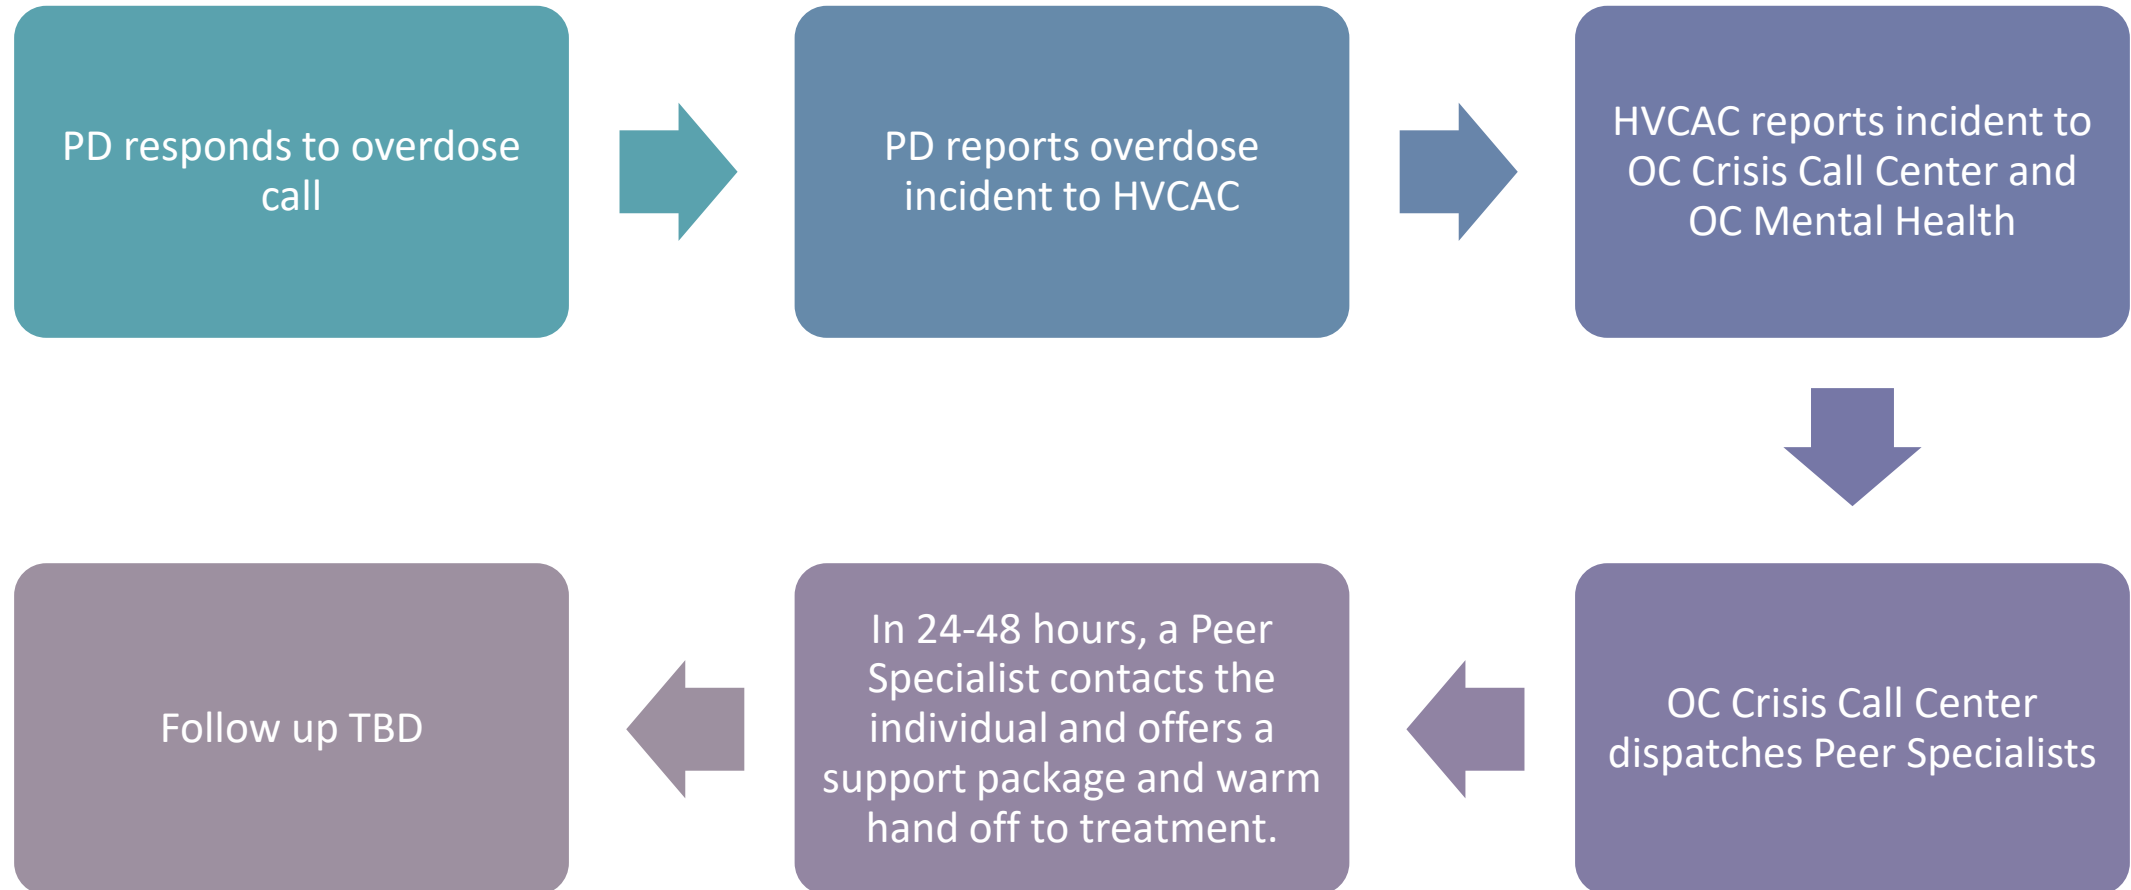 PD responds to overdose
call
PD reports overdose
incident to HVCAC
HVCAC reports incident to
OC Crisis Call Center and
OC Mental Health
OC Crisis Call Center
dispatches Peer Specialists
In 24-48 hours, a Peer
Specialist contacts the
individual and offers a
support package and warm
hand off to treatment.
Follow up TBD